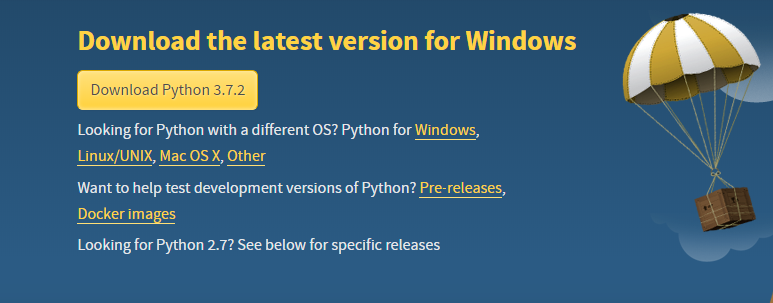 Download the latest version for Windows
Download Python 3.7.2
Looking for Python with a different OS? Python for Windows,
Linux/UNIX, Mac OS X, Other
Want to help test development versions of Python? Pre-releases,
Docker images
Looking for Python 2.7? See below for specific releases